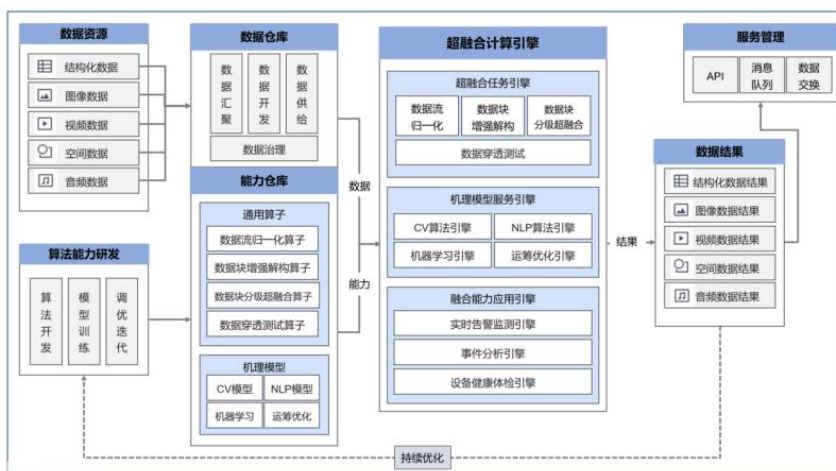 数据资源
结构化数据
图像数据
视频数据
空间数据
音频数据
算法能力研发
算法开发
模型训练
调优迭代
数据仓库
数据汇聚
数据开发
数据供给
数据治理
能力仓库
通用算子
数据流归一化算子
数据块增强解构算子
数据块分级超融合算子
数据穿透测试算子
机理模型
CV模型
NLP模型
机器学习
运筹优化
数据
能力
超融合计算引擎
超融合任务引擎
数据流
归一化
数据块
增强解构
数据块
分级超融合
数据穿透测试
机理模型服务引擎
CV算法引擎
NLP算法引擎
机器学习引擎
运筹优化引擎
融合能力应用引擎
实时告警监测引擎
事件分析引擎
设备健康体检引擎
结果
服务管理
API
消息
队列
数据
交换
数据结果
结构化数据结果
图像数据结果
视频数据结果
空间数据结果
音频数据结果
持续优化